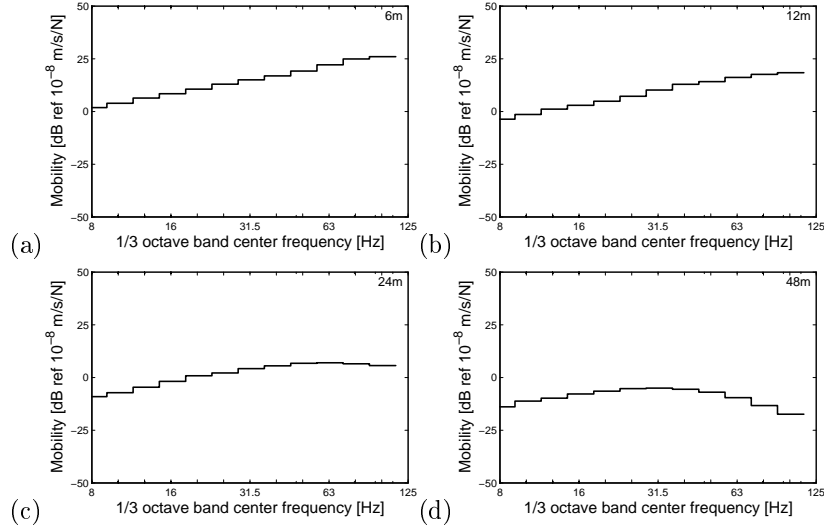 6m
Mobility [dB ref 10⁻⁸ m/s/N]
50
25
0
−25
−50
8 16 31.5 63 125
1/3 octave band center frequency [Hz]
(a)
12m
Mobility [dB ref 10⁻⁸ m/s/N]
50
25
0
−25
−50
8 16 31.5 63 125
1/3 octave band center frequency [Hz]
(b)
24m
Mobility [dB ref 10⁻⁸ m/s/N]
50
25
0
−25
−50
8 16 31.5 63 125
1/3 octave band center frequency [Hz]
(c)
48m
Mobility [dB ref 10⁻⁸ m/s/N]
50
25
0
−25
−50
8 16 31.5 63 125
1/3 octave band center frequency [Hz]
(d)